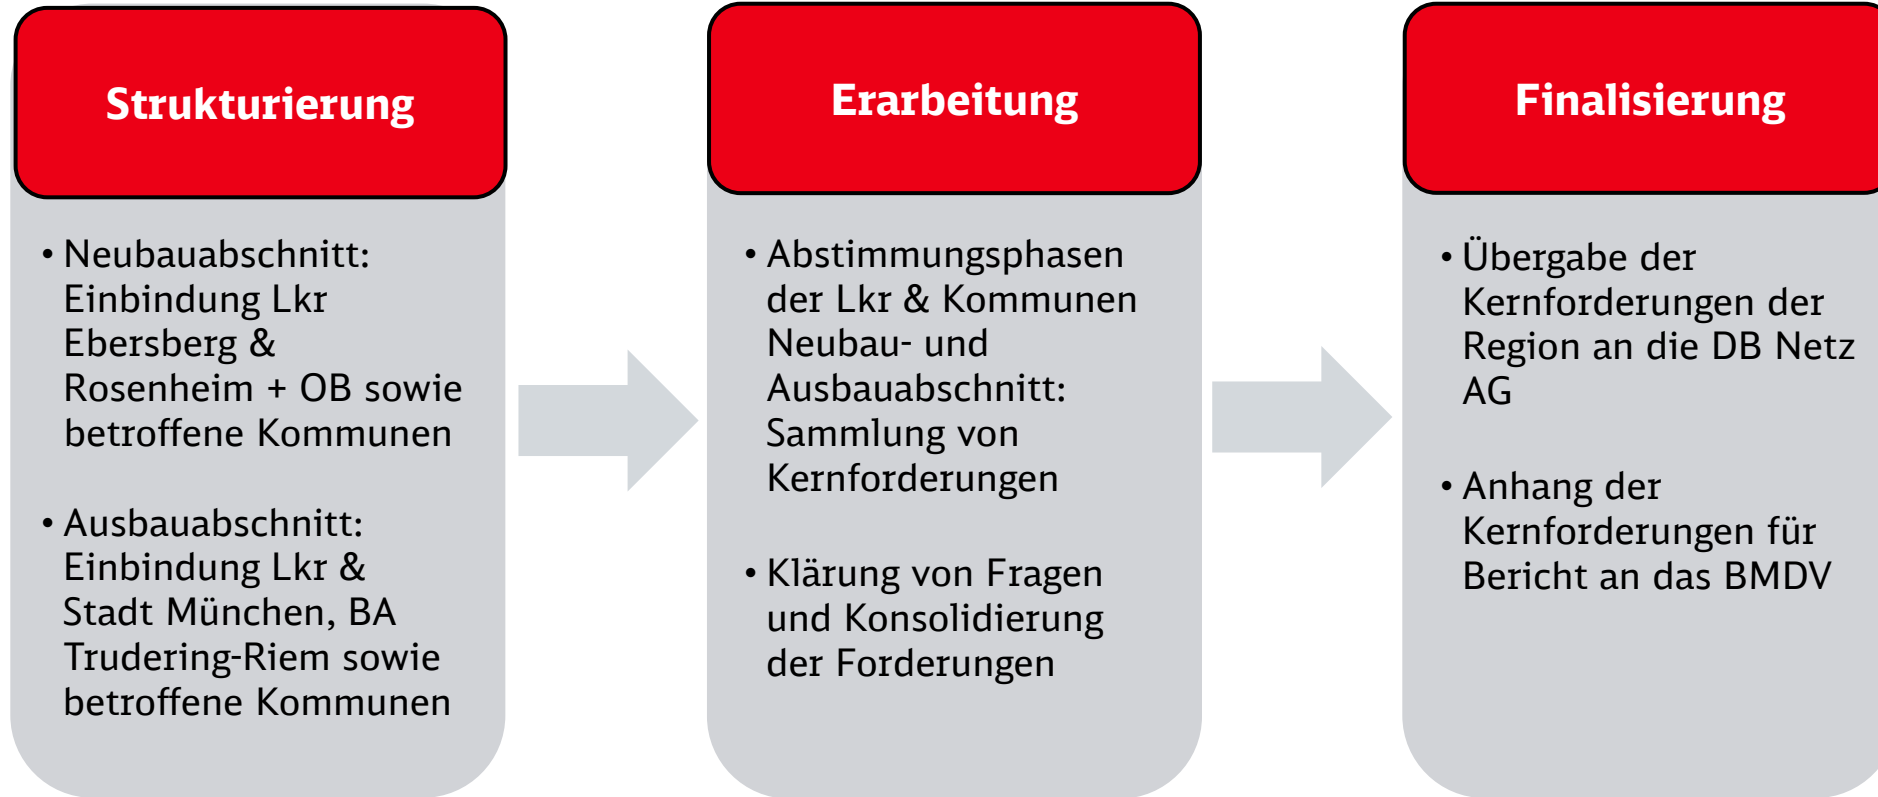 Strukturierung
• Neubauabschnitt:
Einbindung Lkr
Ebersberg &
Rosenheim + OB sowie
betroffene Kommunen
• Ausbauabschnitt:
Einbindung Lkr &
Stadt München, BA
Trudering-Riem sowie
betroffene Kommunen
Erarbeitung
• Abstimmungsphasen
der Lkr & Kommunen
Neubau- und
Ausbauabschnitt:
Sammlung von
Kernforderungen
• Klärung von Fragen
und Konsolidierung
der Forderungen
Finalisierung
• Übergabe der
Kernforderungen der
Region an die DB Netz
AG
• Anhang der
Kernforderungen für
Bericht an das BMDV